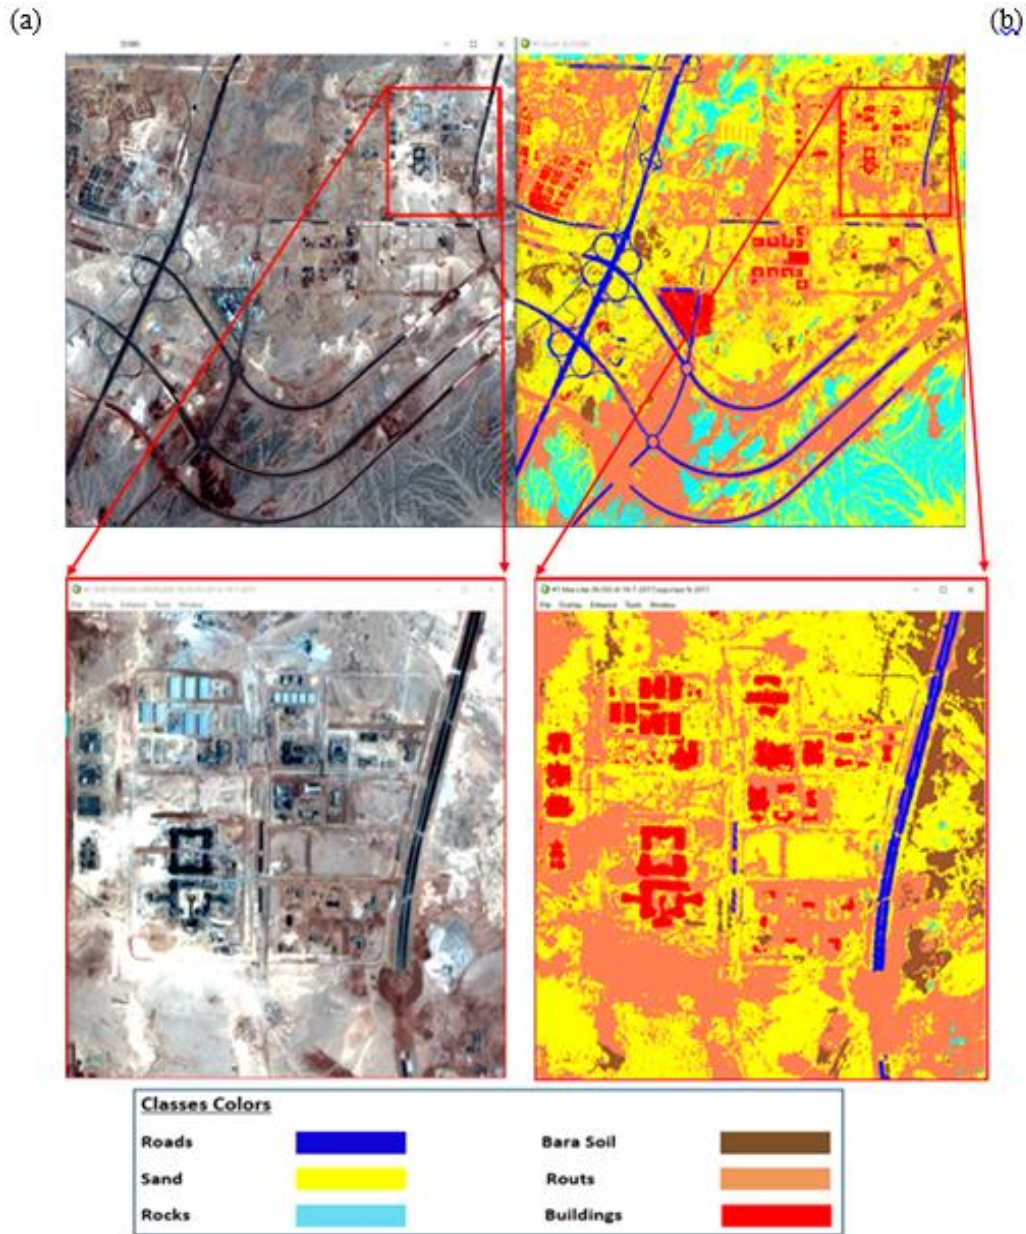 (a)
(b)
File Overlay Enhance Tools Window
File Overlay Enhance Tools Window
Classes Colors
Roads
Bara Soil
Sand
Routs
Rocks
Buildings